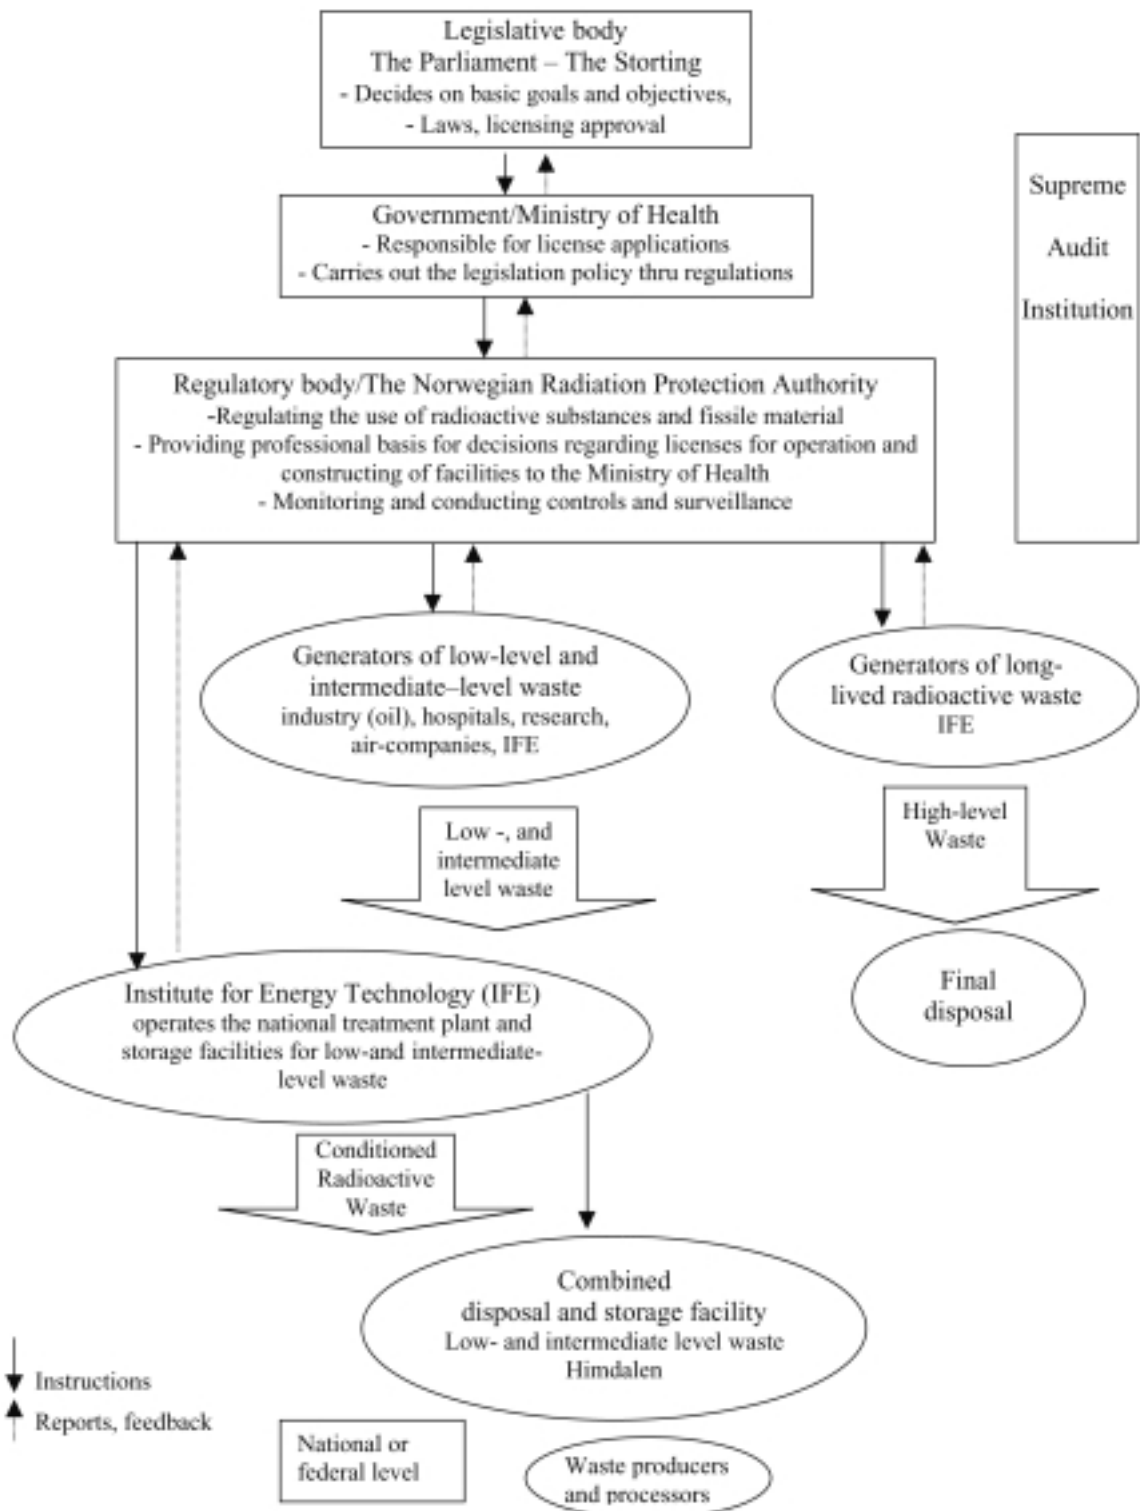 Legislative body
The Parliament – The Storting
- Decides on basic goals and objectives,
- Laws, licensing approval
Supreme
Audit
Institution
Government/Ministry of Health
- Responsible for license applications
- Carries out the legislation policy thru regulations
Regulatory body/The Norwegian Radiation Protection Authority
-Regulating the use of radioactive substances and fissile material
- Providing professional basis for decisions regarding licenses for operation and
constructing of facilities to the Ministry of Health
- Monitoring and conducting controls and surveillance
Generators of low-level and
intermediate–level waste
industry (oil), hospitals, research,
air-companies, IFE
Generators of long-
lived radioactive waste
IFE
Low -, and
intermediate
level waste
High-level
Waste
Final
disposal
Institute for Energy Technology (IFE)
operates the national treatment plant and
storage facilities for low-and intermediate-
level waste
Conditioned
Radioactive
Waste
Combined
disposal and storage facility
Low- and intermediate level waste
Himdalen
Instructions
Reports, feedback
National or
federal level
Waste producers
and processors